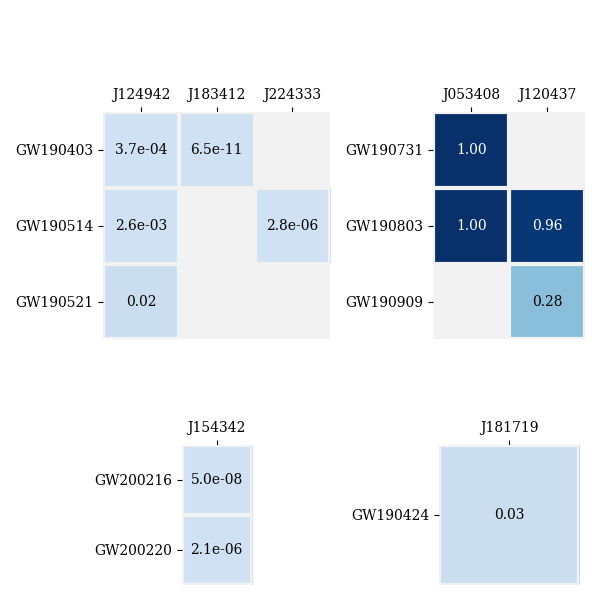 J124942 J183412 J224333
GW190403 3.7e-04 6.5e-11
GW190514 2.6e-03 2.8e-06
GW190521 0.02
J053408 J120437
GW190731 1.00
GW190803 1.00 0.96
GW190909 0.28
J154342
GW200216 5.0e-08
GW200220 2.1e-06
J181719
GW190424 0.03